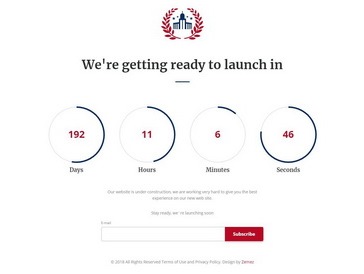 We're getting ready to launch in
192
11
6
46
Days
Hours
Minutes
Seconds
Our website is under construction, we are working very hard to give you the best
experience on our new web site.
Stay ready, we're launching soon!
E-mail
Subscribe
© 2018 All Rights Reserved Terms of Use and Privacy Policy. Design by Zemez